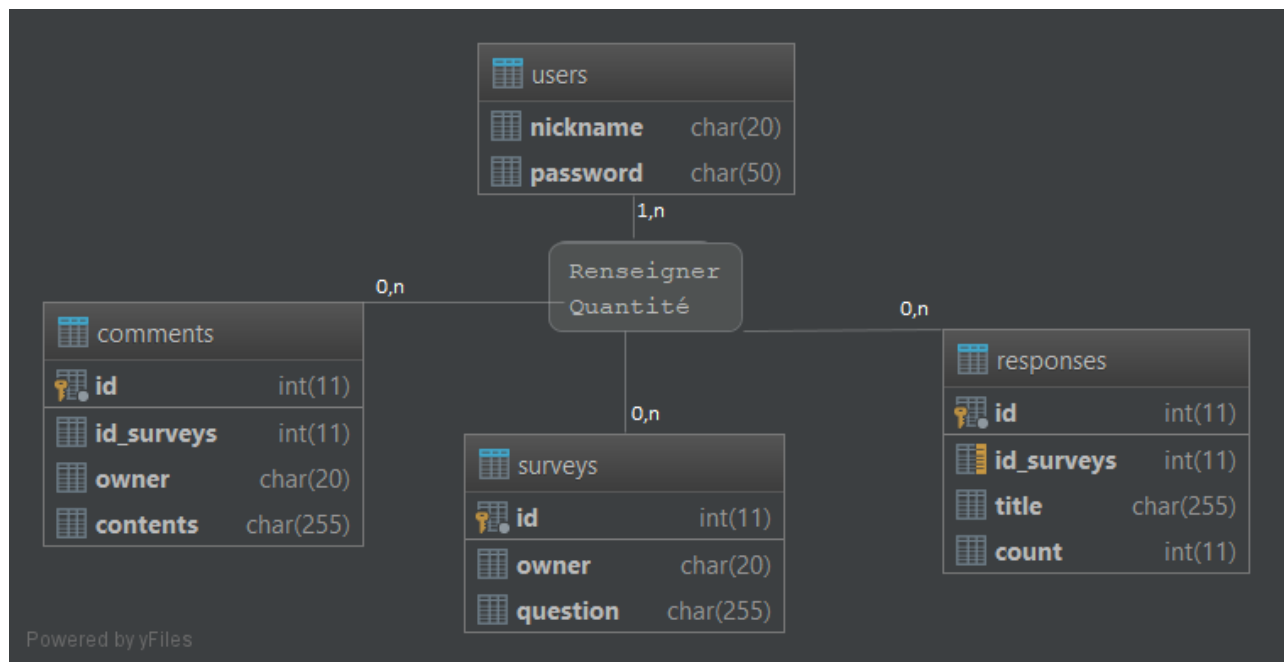 users
nickname char(20)
password char(50)
1,n
Renseigner
Quantité
0,n
0,n
0,n
comments
id int(11)
id_surveys int(11)
owner char(20)
contents char(255)
surveys
id int(11)
owner char(20)
question char(255)
responses
id int(11)
id_surveys int(11)
title char(255)
count int(11)
Powered by yFiles